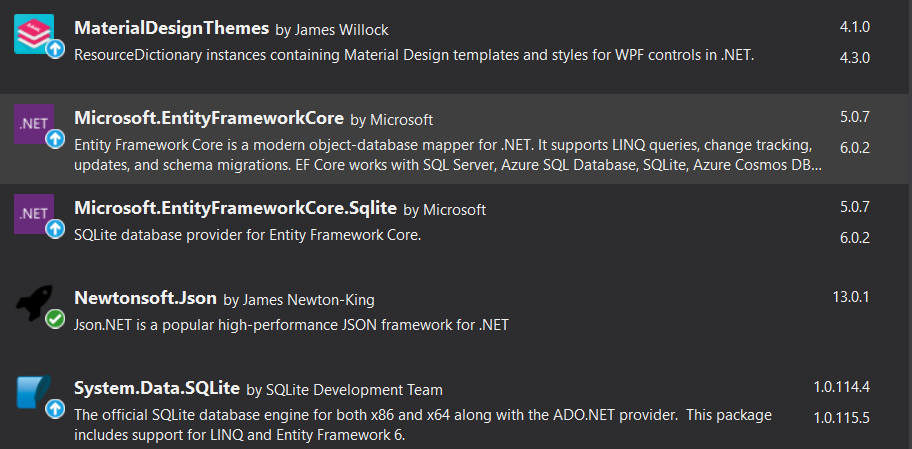 MaterialDesignThemes by James Willock 4.1.0
ResourceDictionary instances containing Material Design templates and styles for WPF controls in .NET. 4.3.0
.NET Microsoft.EntityFrameworkCore by Microsoft 5.0.7
Entity Framework Core is a modern object-database mapper for .NET. It supports LINQ queries, change tracking, 6.0.2
updates, and schema migrations. EF Core works with SQL Server, Azure SQL Database, SQLite, Azure Cosmos DB...
.NET Microsoft.EntityFrameworkCore.Sqlite by Microsoft 5.0.7
SQLite database provider for Entity Framework Core. 6.0.2
Newtonsoft.Json by James Newton-King 13.0.1
Json.NET is a popular high-performance JSON framework for .NET
System.Data.SQLite by SQLite Development Team 1.0.114.4
The official SQLite database engine for both x86 and x64 along with the ADO.NET provider.  This package 1.0.115.5
includes support for LINQ and Entity Framework 6.